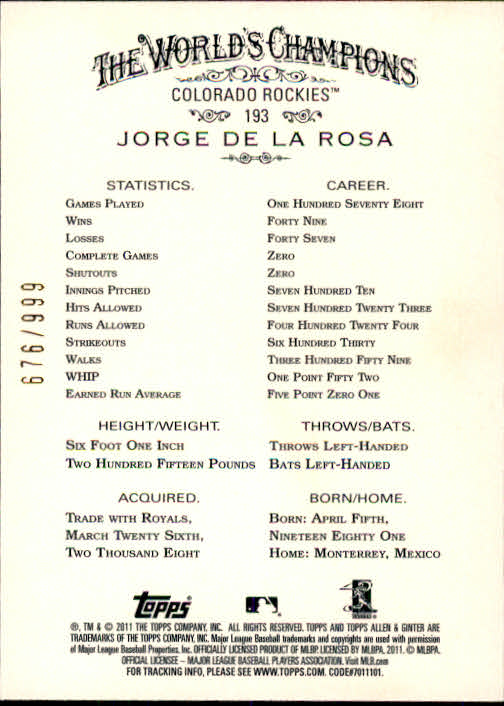 THE WORLD'S CHAMPIONS
COLORADO ROCKIES™
193
JORGE DE LA ROSA
STATISTICS. CAREER.
GAMES PLAYED ONE HUNDRED SEVENTY EIGHT
WINS FORTY NINE
LOSSES FORTY SEVEN
COMPLETE GAMES ZERO
SHUTOUTS ZERO
INNINGS PITCHED SEVEN HUNDRED TEN
HITS ALLOWED SEVEN HUNDRED TWENTY THREE
RUNS ALLOWED FOUR HUNDRED TWENTY FOUR
STRIKEOUTS SIX HUNDRED THIRTY
WALKS THREE HUNDRED FIFTY NINE
WHIP ONE POINT FIFTY TWO
EARNED RUN AVERAGE FIVE POINT ZERO ONE
676/999
HEIGHT/WEIGHT. THROWS/BATS.
SIX FOOT ONE INCH THROWS LEFT-HANDED
TWO HUNDRED FIFTEEN POUNDS BATS LEFT-HANDED
ACQUIRED. BORN/HOME.
TRADE WITH ROYALS, BORN: APRIL FIFTH,
MARCH TWENTY SIXTH, NINETEEN EIGHTY ONE
TWO THOUSAND EIGHT HOME: MONTERREY, MEXICO
Topps
®, TM & © 2011 THE TOPPS COMPANY, INC. ALL RIGHTS RESERVED. TOPPS AND TOPPS ALLEN & GINTER ARE
TRADEMARKS OF THE TOPPS COMPANY, INC. Major League Baseball trademarks and copyrights are used with permission
of Major League Baseball Properties, Inc. OFFICIALLY LICENSED PRODUCT OF MLBP. LICENSED BY MLBPA, 2011. © MLBPA.
OFFICIAL LICENSEE – MAJOR LEAGUE BASEBALL PLAYERS ASSOCIATION. Visit MLB.com
FOR TRACKING INFO, PLEASE SEE WWW.TOPPS.COM. CODE#7011101.